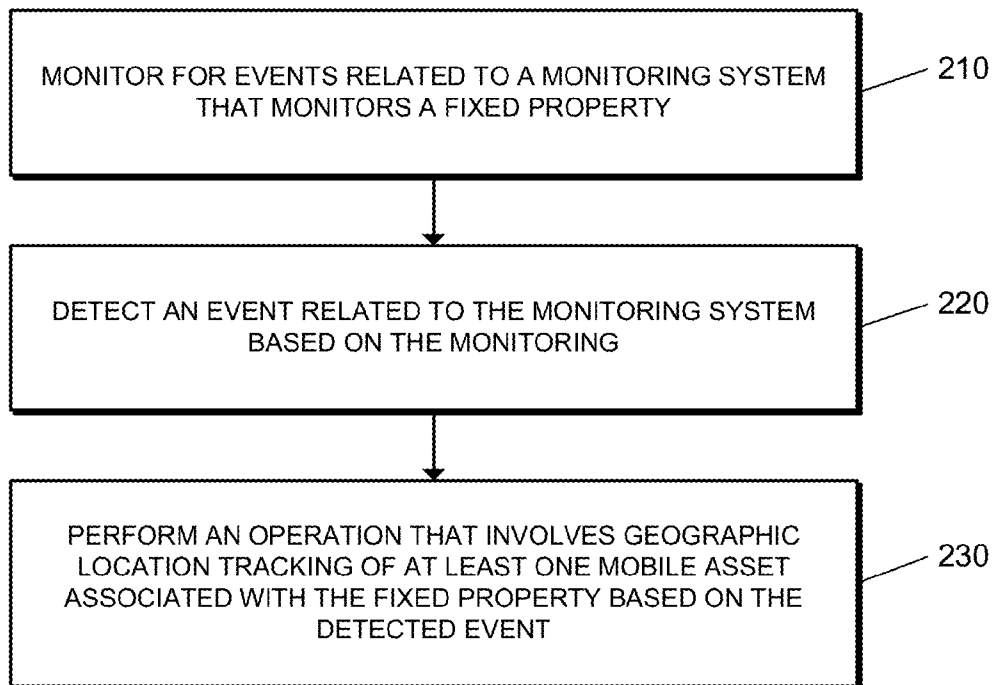 MONITOR FOR EVENTS RELATED TO A MONITORING SYSTEM
THAT MONITORS A FIXED PROPERTY
210
DETECT AN EVENT RELATED TO THE MONITORING SYSTEM
BASED ON THE MONITORING
220
PERFORM AN OPERATION THAT INVOLVES GEOGRAPHIC
LOCATION TRACKING OF AT LEAST ONE MOBILE ASSET
ASSOCIATED WITH THE FIXED PROPERTY BASED ON THE
DETECTED EVENT
230